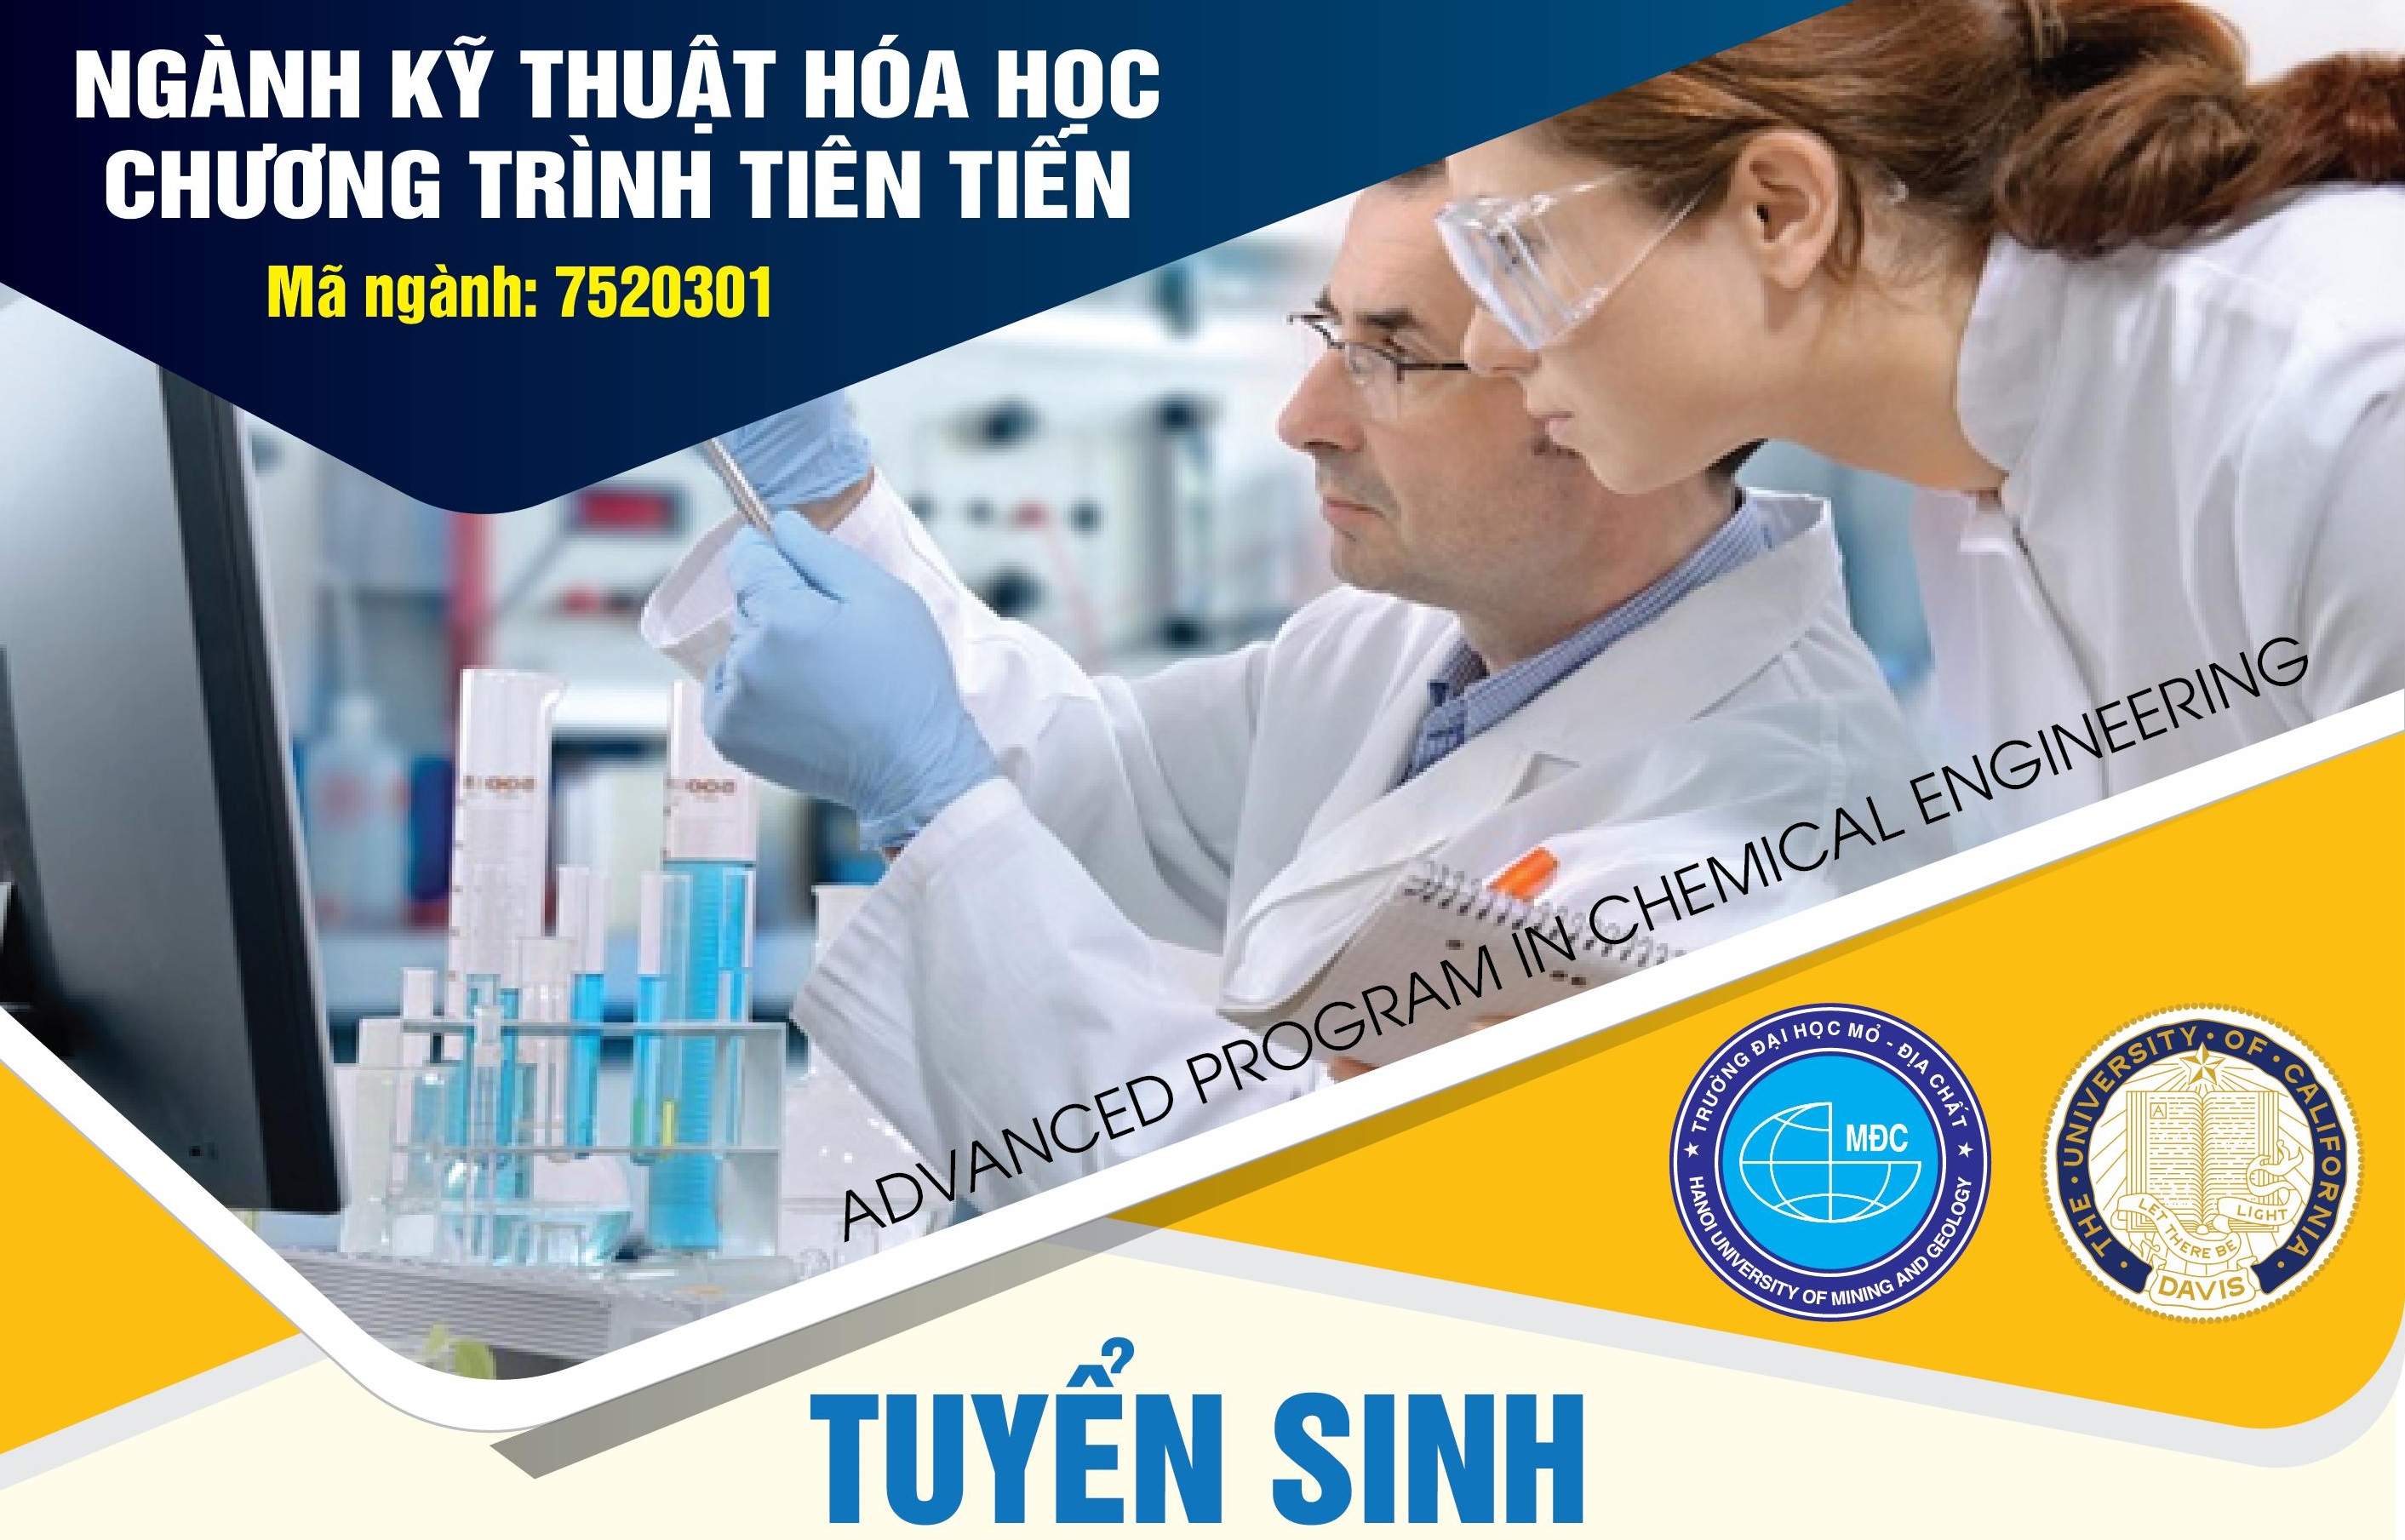 NGÀNH KỸ THUẬT HÓA HỌC
CHƯƠNG TRÌNH TIÊN TIẾN
Mã ngành: 7520301
ADVANCED PROGRAM IN CHEMICAL ENGINEERING
TRƯỜNG ĐẠI HỌC MỎ - ĐỊA CHẤT
MĐC
HANOI UNIVERSITY OF MINING AND GEOLOGY
THE · UNIVERSITY · OF · CALIFORNIA
A
LET THERE BE LIGHT
DAVIS
TUYỂN SINH